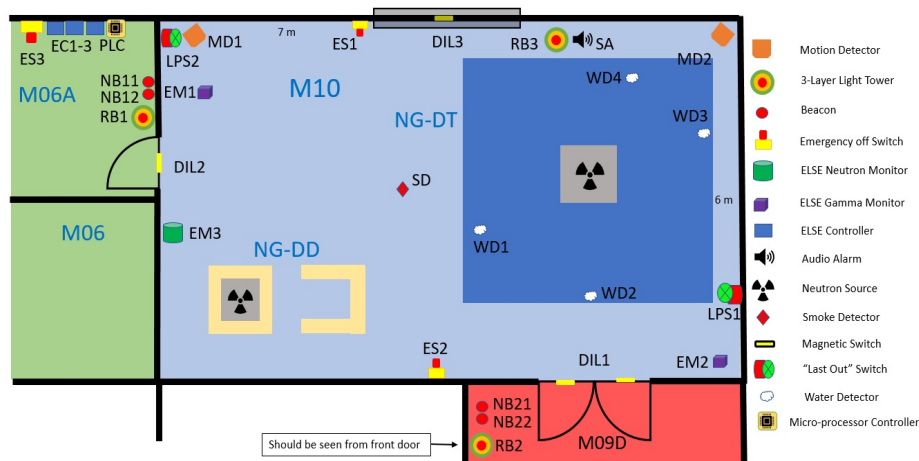 7 m
ES1
DIL3
RB3
SA
MD1
MD2
LPS2
ES3
EC1-3
PLC
M06A
NB11
NB12
RB1
EM1
M10
NG-DT
WD4
WD3
DIL2
SD
6 m
M06
EM3
NG-DD
WD1
WD2
LPS1
ES2
DIL1
EM2
NB21
NB22
RB2
M09D
Should be seen from front door
Motion Detector
3-Layer Light Tower
Beacon
Emergency off Switch
ELSE Neutron Monitor
ELSE Gamma Monitor
ELSE Controller
Audio Alarm
Neutron Source
Smoke Detector
Magnetic Switch
“Last Out” Switch
Water Detector
Micro-processor Controller